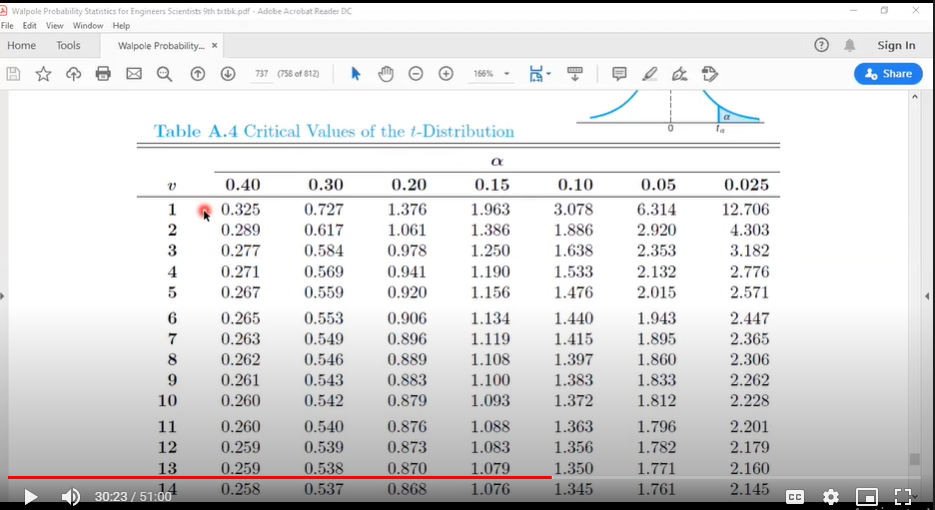 Walpole Probability Statistics for Engineers Scientists 9th txtbk.pdf - Adobe Acrobat Reader DC
File Edit View Window Help
Home Tools Walpole Probability... × Sign In
737 (758 of 812) 166% Share
α
0 tα
Table A.4 Critical Values of the t-Distribution
α
v 0.40 0.30 0.20 0.15 0.10 0.05 0.025
1 0.325 0.727 1.376 1.963 3.078 6.314 12.706
2 0.289 0.617 1.061 1.386 1.886 2.920 4.303
3 0.277 0.584 0.978 1.250 1.638 2.353 3.182
4 0.271 0.569 0.941 1.190 1.533 2.132 2.776
5 0.267 0.559 0.920 1.156 1.476 2.015 2.571
6 0.265 0.553 0.906 1.134 1.440 1.943 2.447
7 0.263 0.549 0.896 1.119 1.415 1.895 2.365
8 0.262 0.546 0.889 1.108 1.397 1.860 2.306
9 0.261 0.543 0.883 1.100 1.383 1.833 2.262
10 0.260 0.542 0.879 1.093 1.372 1.812 2.228
11 0.260 0.540 0.876 1.088 1.363 1.796 2.201
12 0.259 0.539 0.873 1.083 1.356 1.782 2.179
13 0.259 0.538 0.870 1.079 1.350 1.771 2.160
14 0.258 0.537 0.868 1.076 1.345 1.761 2.145
30:23 / 51:00 CC